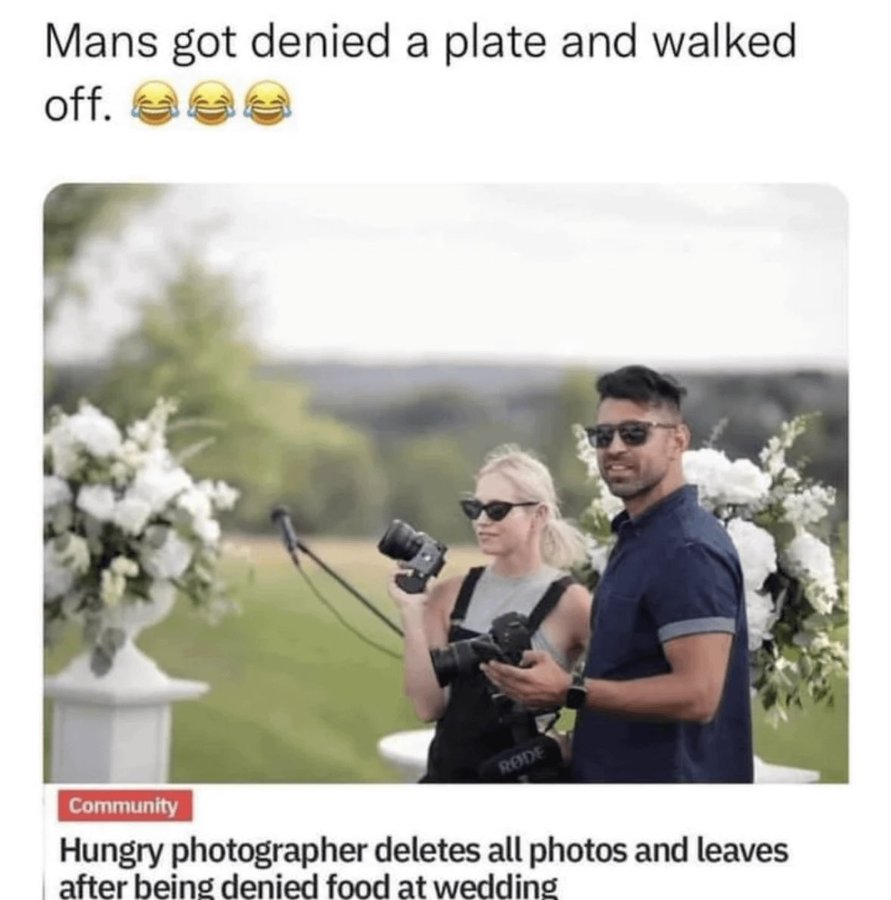 Mans got denied a plate and walked
off. 😂😂😂
RØDE
Community
Hungry photographer deletes all photos and leaves
after being denied food at wedding